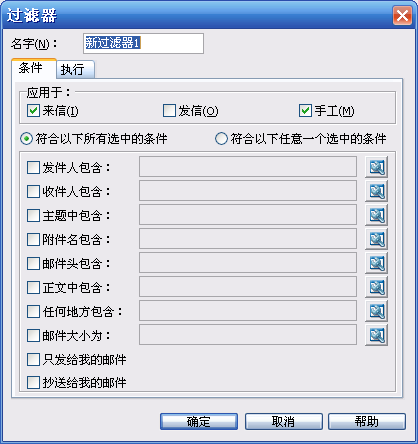 过滤器
名字(N): 新过滤器1
条件 执行
应用于:
来信(I) 发信(O) 手工(M)
符合以下所有选中的条件 符合以下任意一个选中的条件
发件人包含:
收件人包含:
主题中包含:
附件名包含:
邮件头包含:
正文中包含:
任何地方包含:
邮件大小为:
只发给我的邮件
抄送给我的邮件
确定 取消 帮助